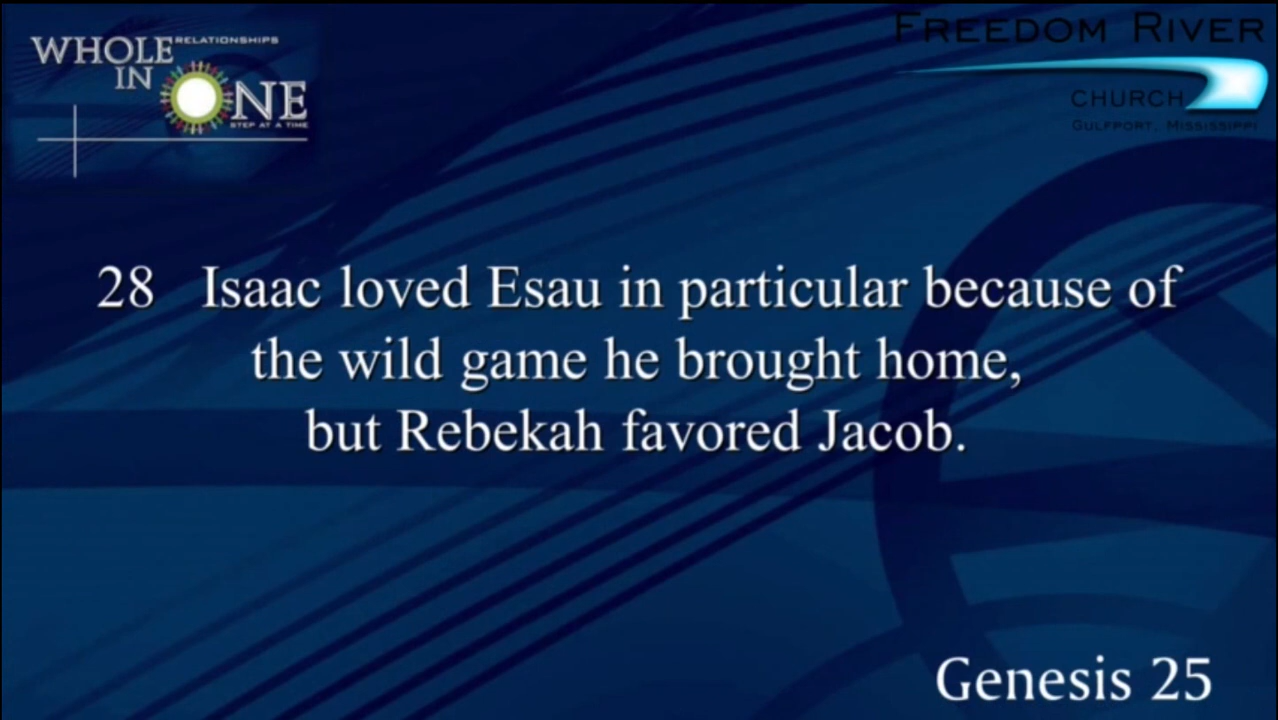 WHOLE RELATIONSHIPS
IN ONE
STEP AT A TIME
FREEDOM RIVER
CHURCH
GULFPORT, MISSISSIPPI
28 Isaac loved Esau in particular because of
the wild game he brought home,
but Rebekah favored Jacob.
Genesis 25